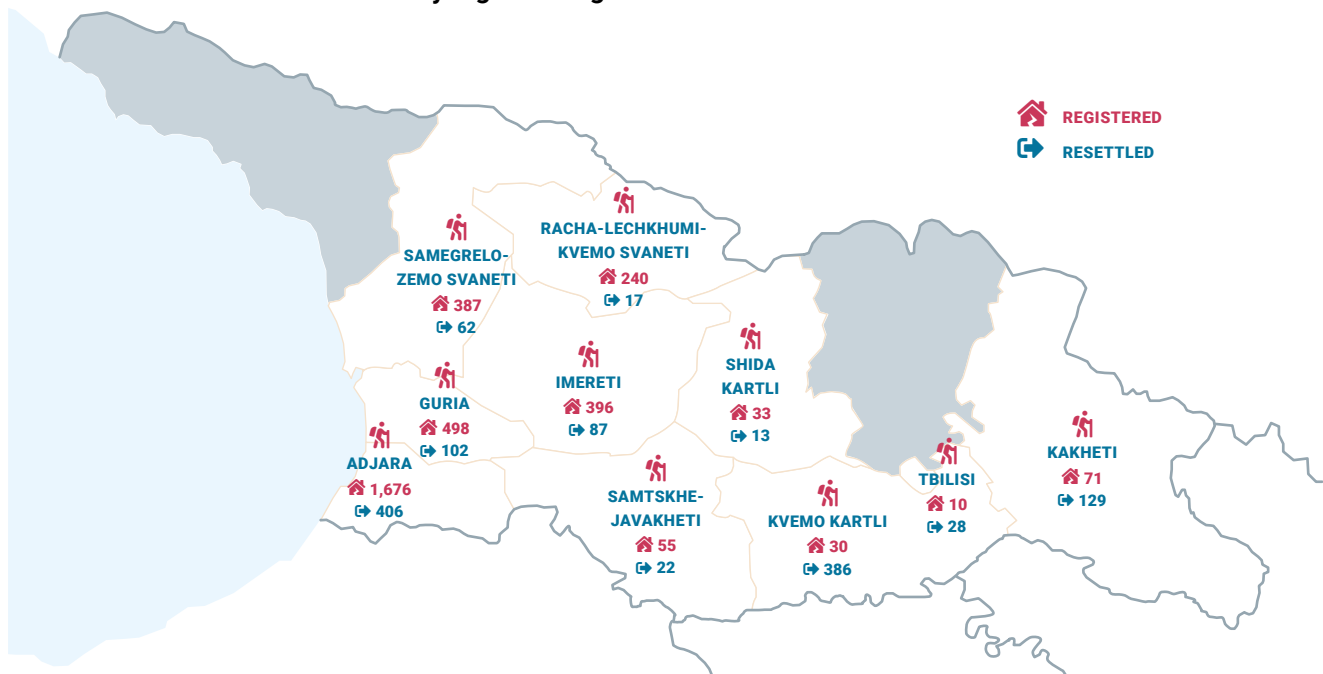 REGISTERED
RESETTLED
RACHA-LECHKHUMI-
KVEMO SVANETI
240
17
SAMEGRELO-
ZEMO SVANETI
387
62
IMERETI
396
87
SHIDA
KARTLI
33
13
GURIA
498
102
ADJARA
1,676
406
SAMTSKHE-
JAVAKHETI
55
22
KVEMO KARTLI
30
386
TBILISI
10
28
KAKHETI
71
129